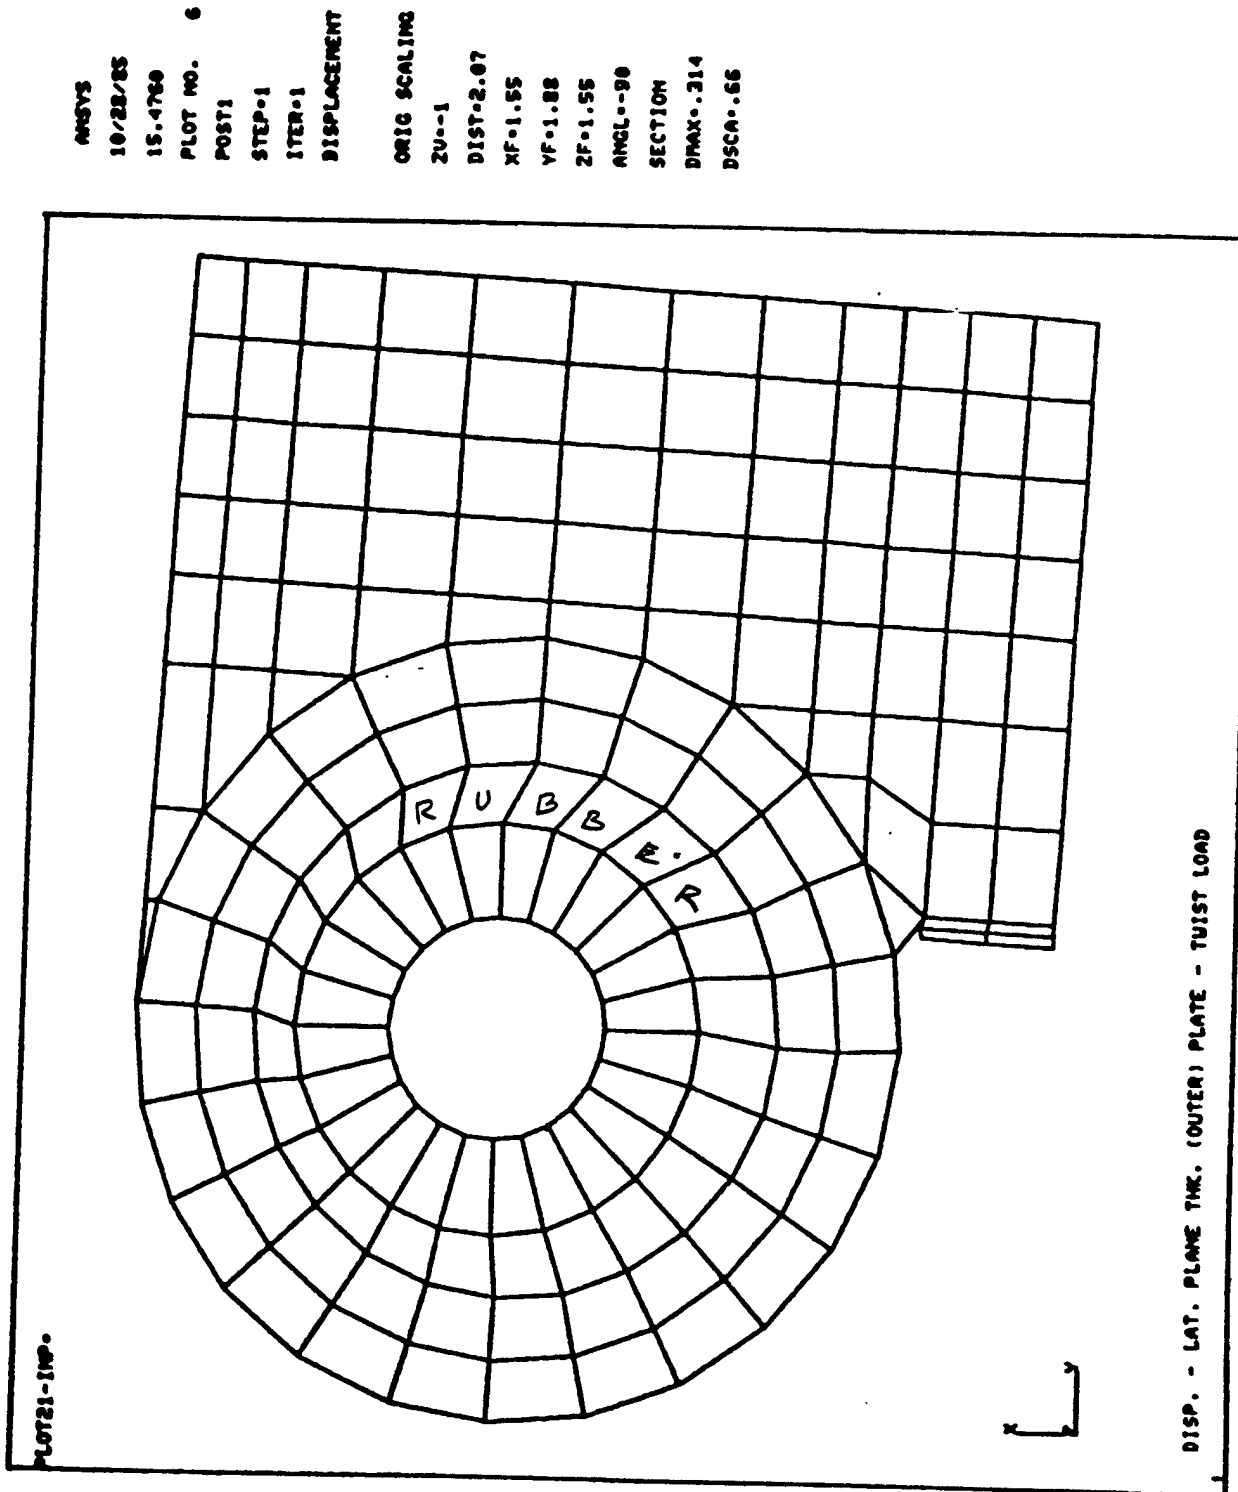 ANSYS
10/28/85
15.4760
PLOT NO. 6
POST1
STEP=1
ITER=1
DISPLACEMENT
ORIG SCALING
ZV=-1
DIST=2.07
XF=1.55
YF=1.88
ZF=1.55
ANGL=-90
SECTION
DMAX=.314
DSCA=.66
PLOT21-INP=
RUBBER
X
Z
Y
DISP. - LAT. PLANE THK. (OUTER) PLATE - TWIST LOAD